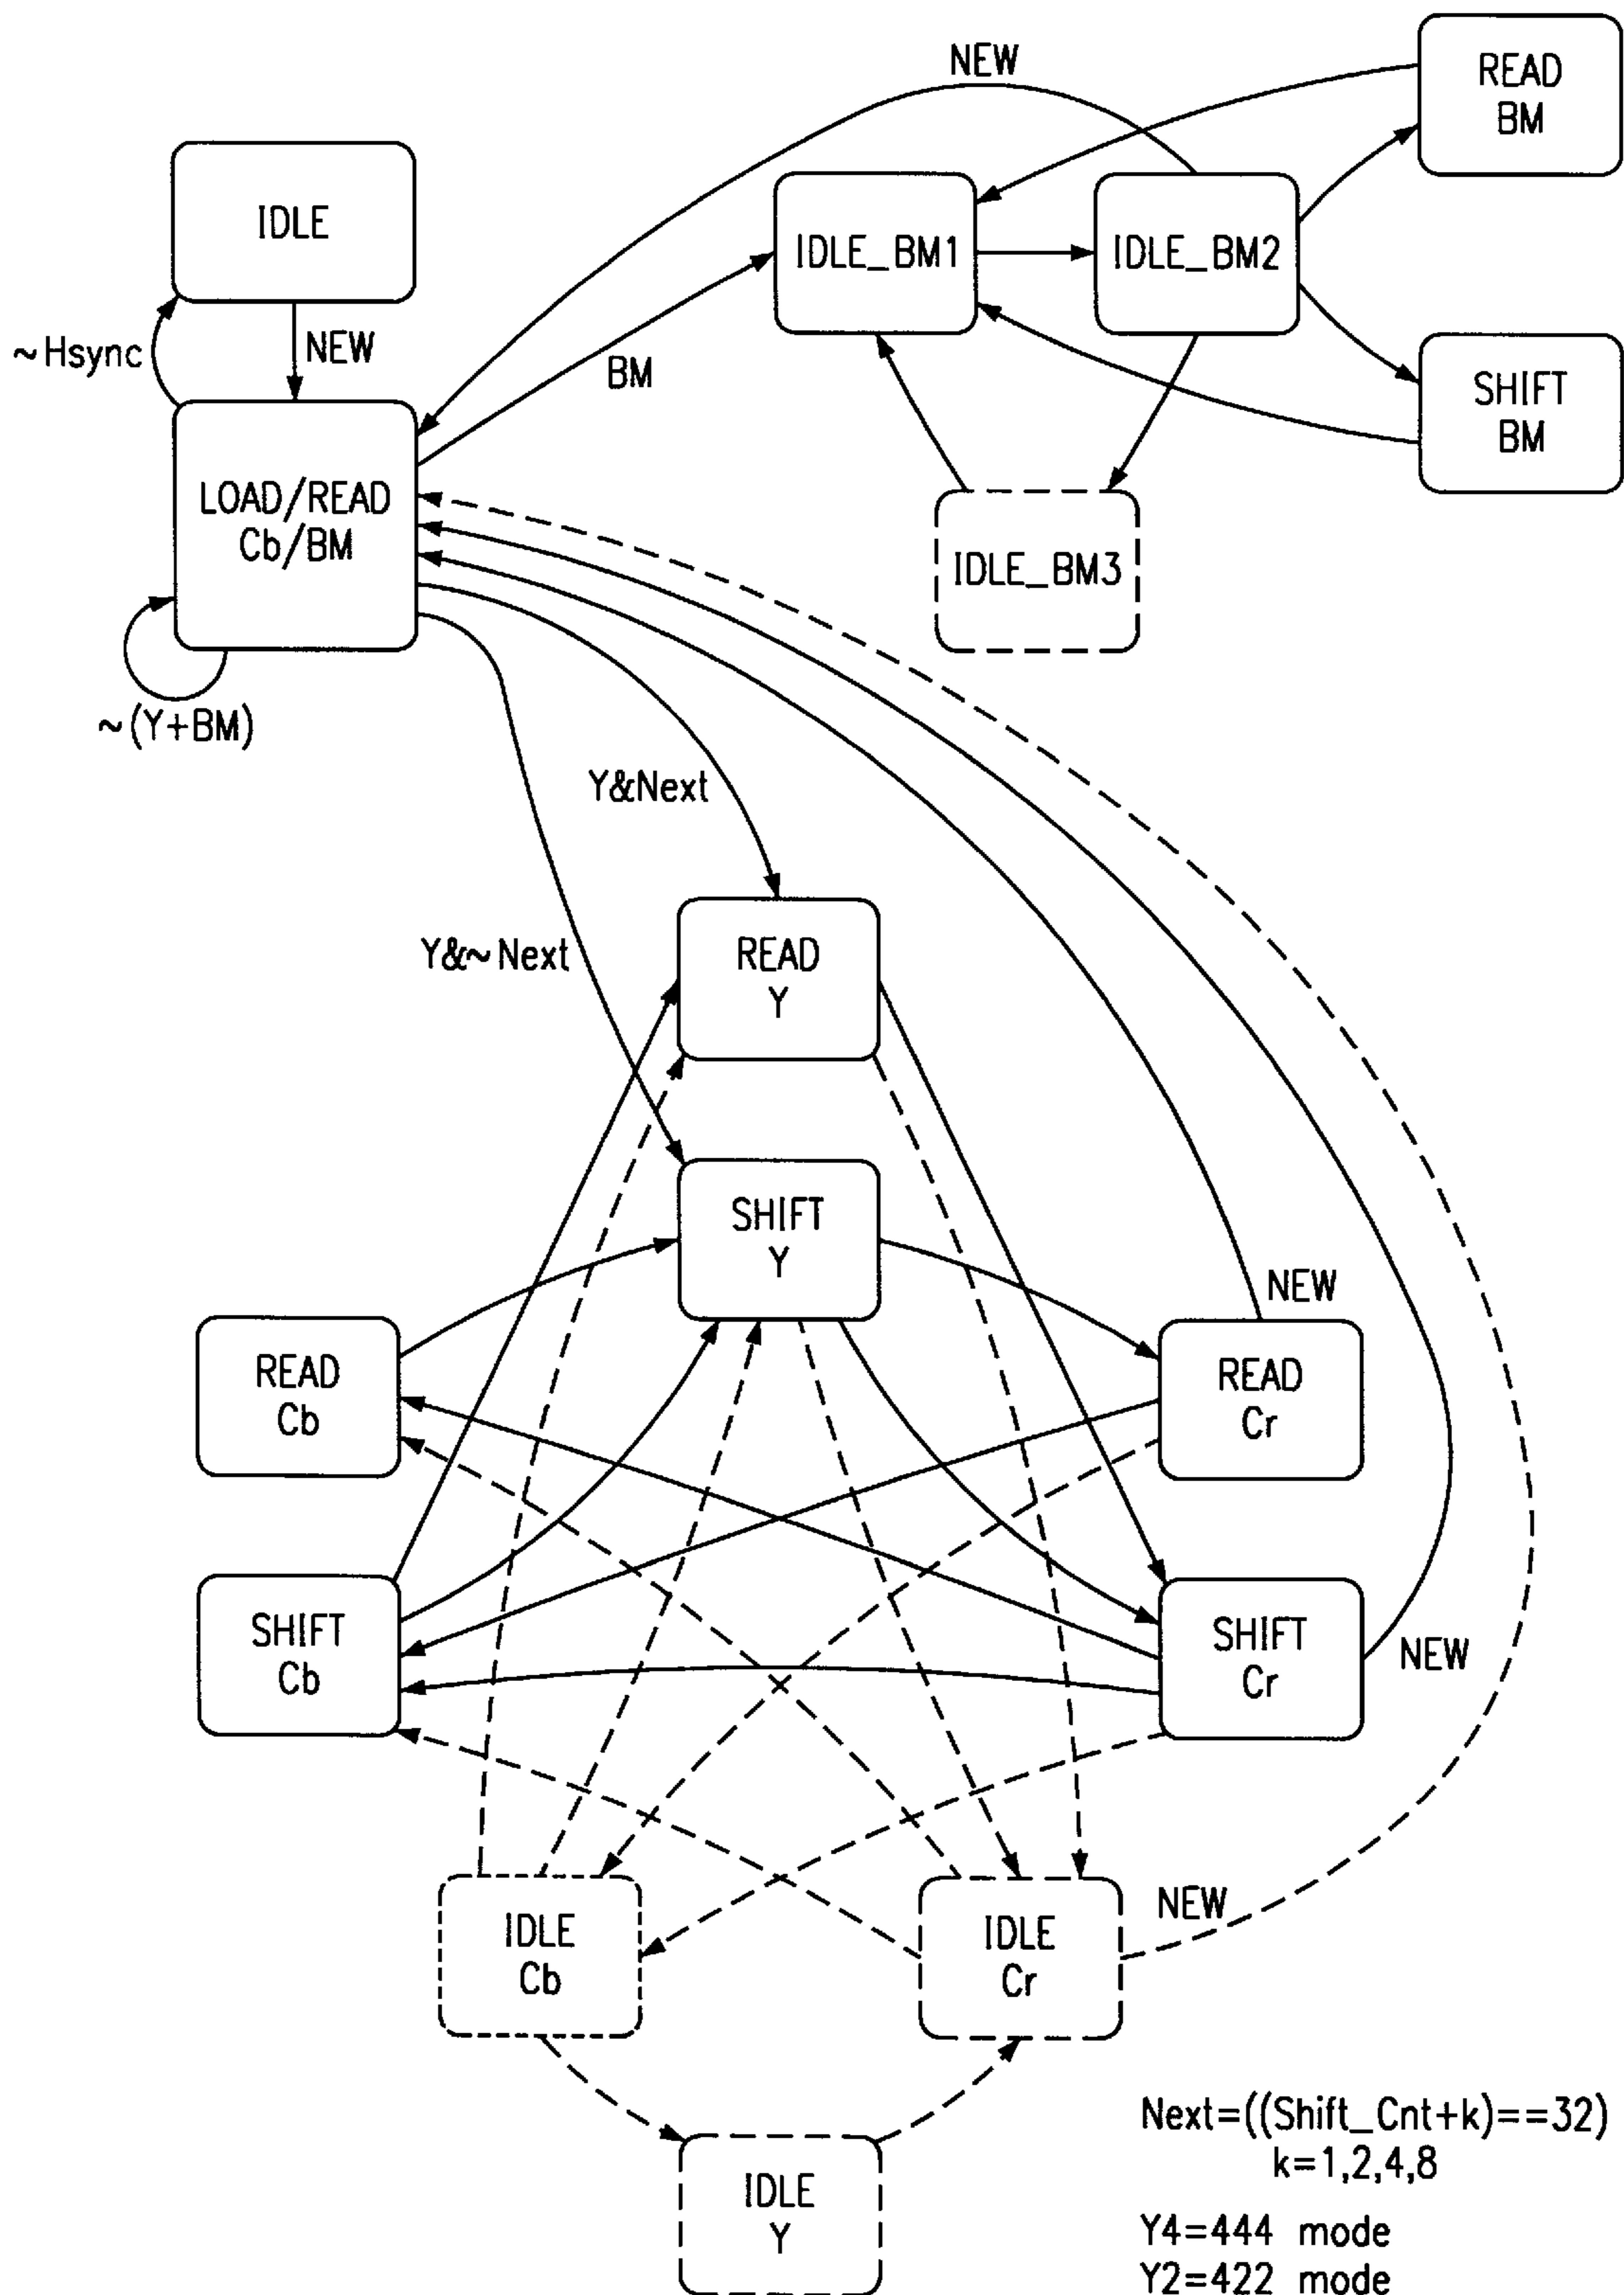 NEW
READ
BM
IDLE
IDLE_BM1
IDLE_BM2
~Hsync
NEW
BM
SHIFT
BM
LOAD/READ
Cb/BM
IDLE_BM3
~(Y+BM)
Y&Next
Y&~Next
READ
Y
SHIFT
Y
NEW
READ
Cb
READ
Cr
SHIFT
Cb
SHIFT
Cr
NEW
NEW
IDLE
Cb
IDLE
Cr
Next=((Shift_Cnt+k)==32)
k=1,2,4,8
IDLE
Y
Y4=444 mode
Y2=422 mode